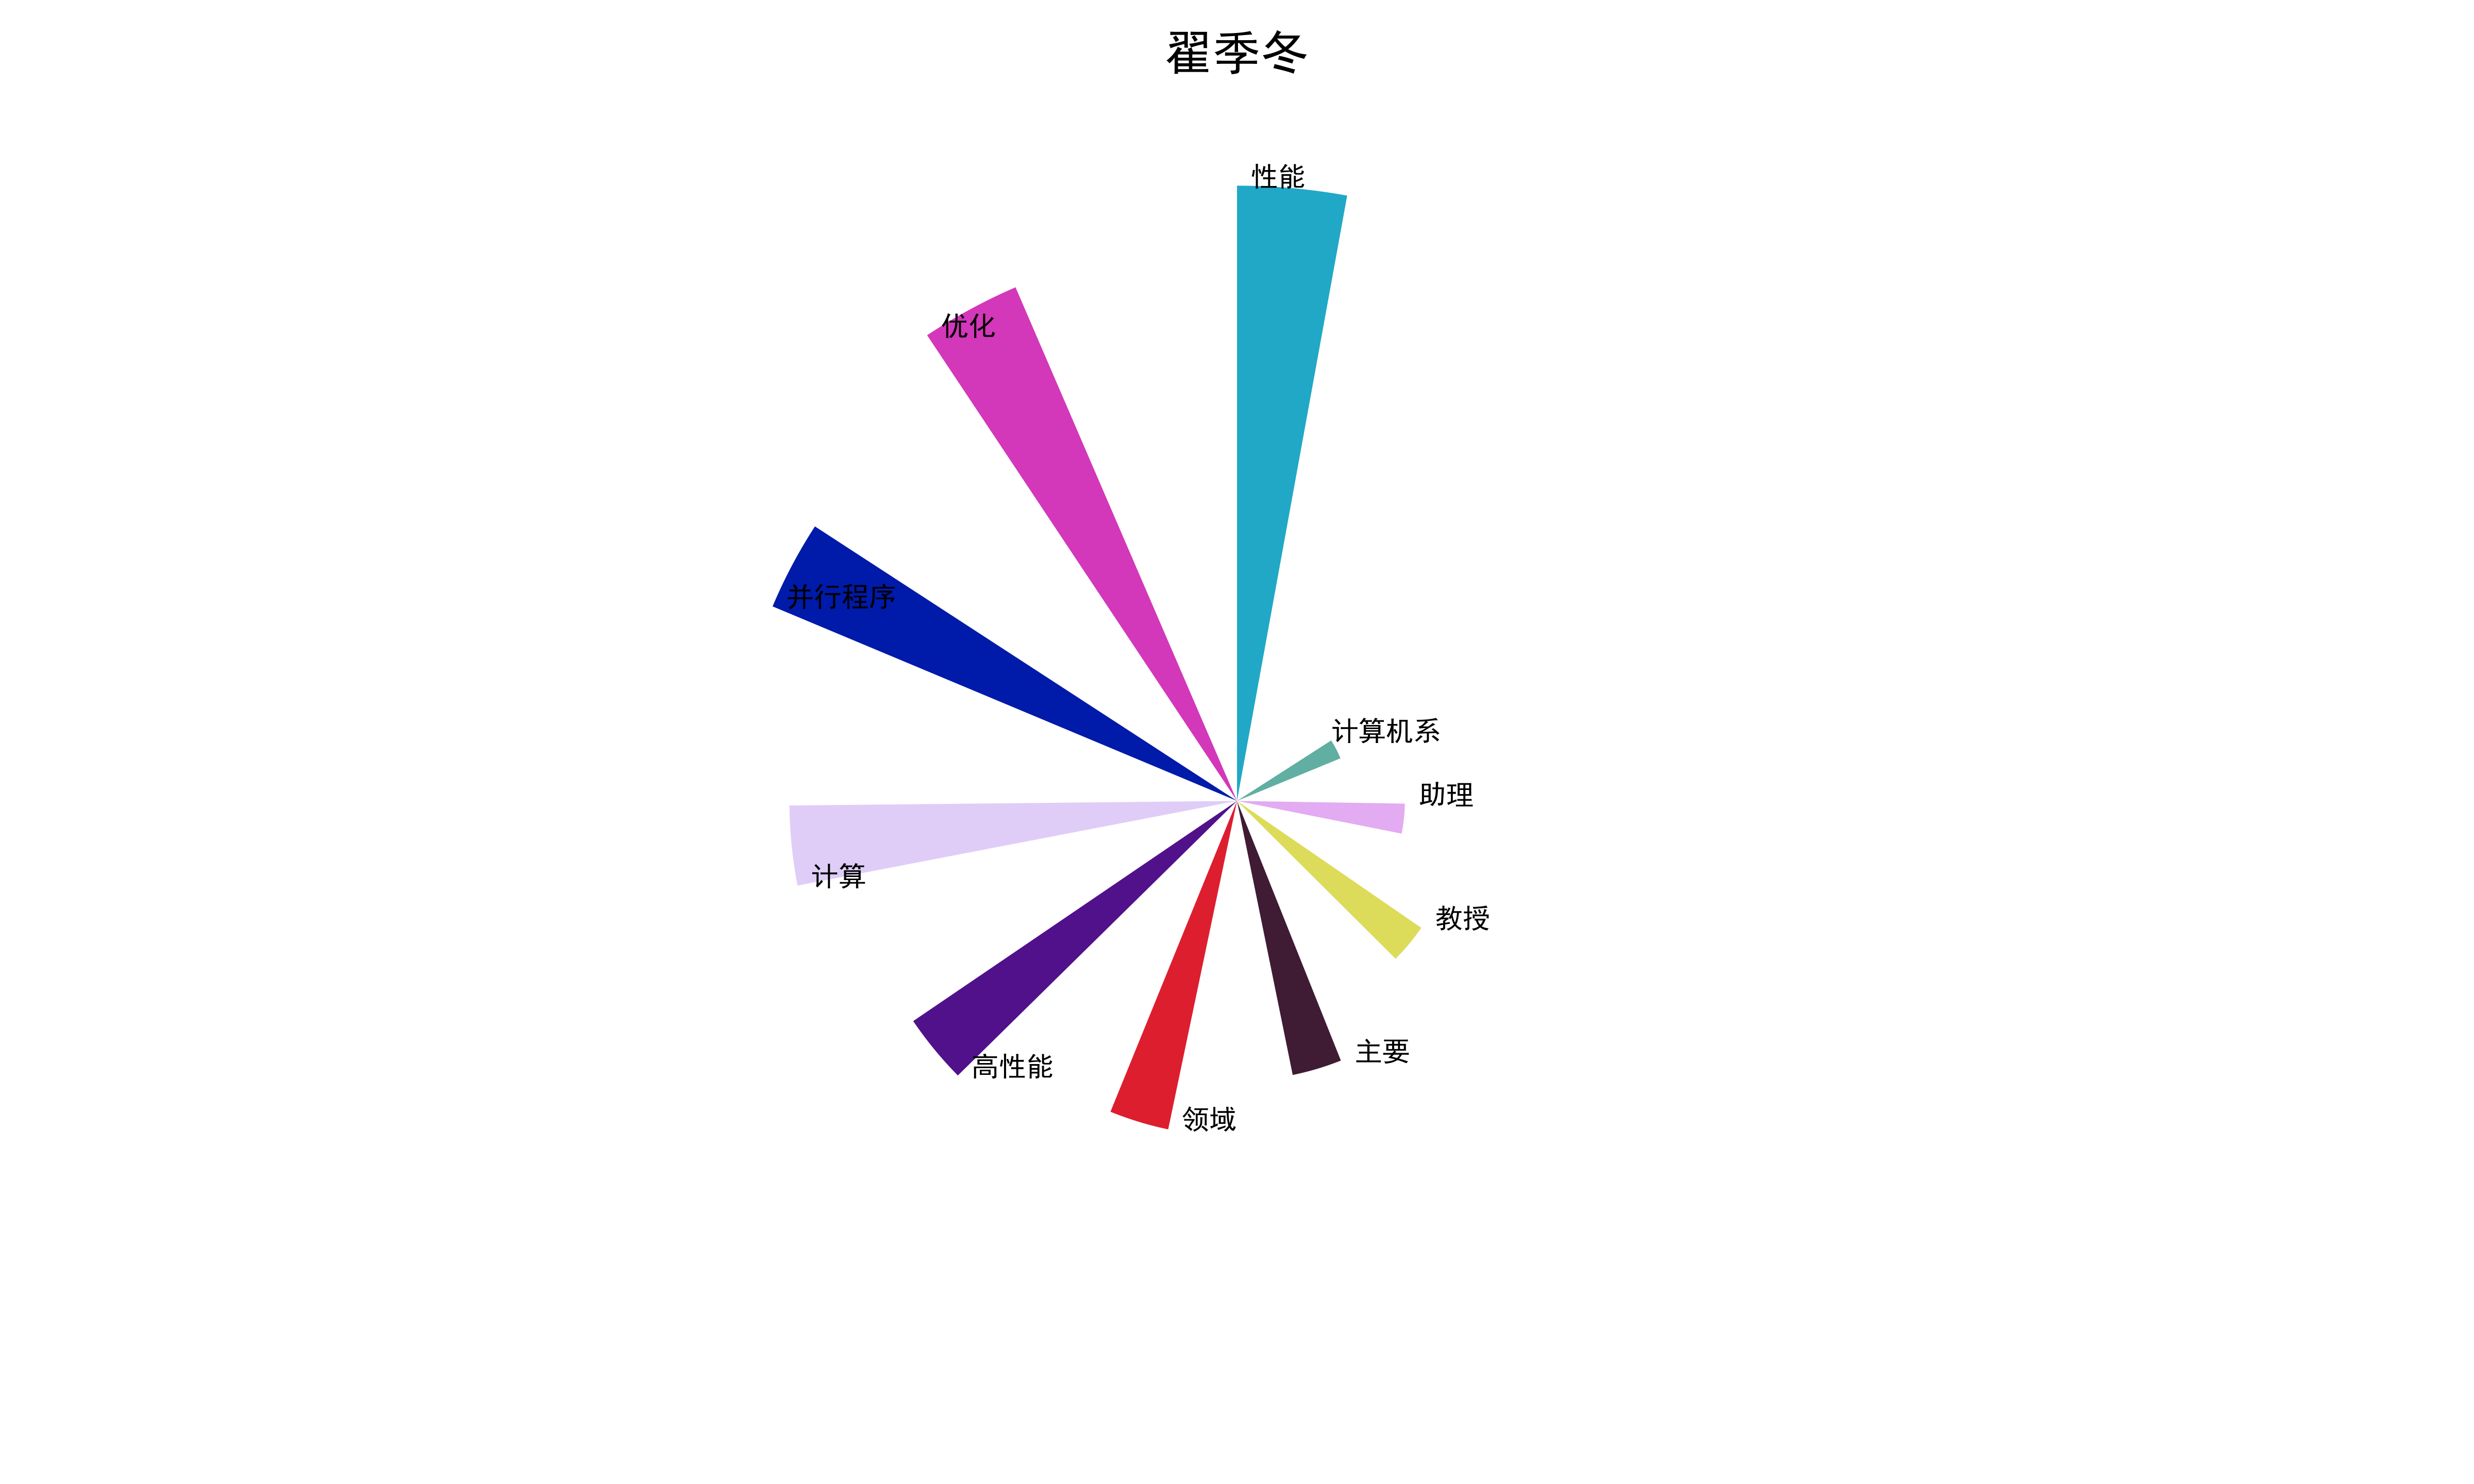 翟季冬
性能
优化
并行程序
计算机系
助理
计算
教授
主要
高性能
领域